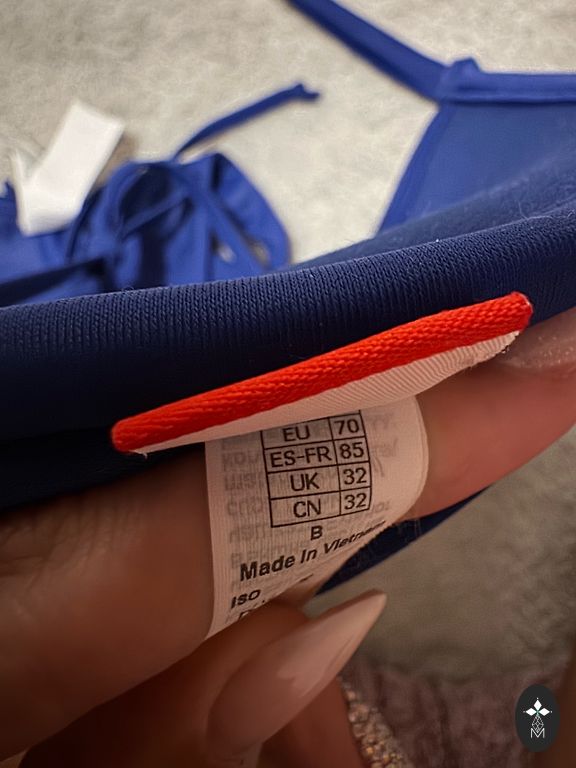 EU 70
ES-FR 85
UK 32
CN 32
B
Made in Vietnam
ISO
M